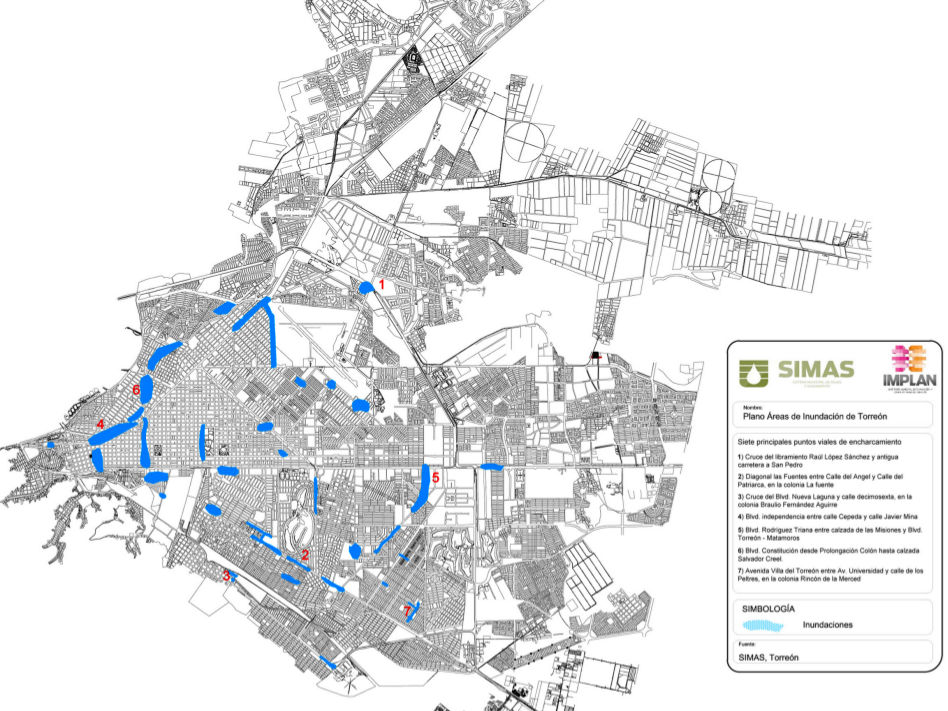 1
6
4
5
2
3
7
SIMAS
IMPLAN
Nombre:
Plano Áreas de Inundación de Torreón
Siete principales puntos viales de encharcamiento
1) Cruce del libramiento Raúl López Sánchez y antigua
carretera a San Pedro
2) Diagonal las Fuentes entre Calle del Angel y Calle del
Patriarca, en la colonia La fuente
3) Cruce del Blvd. Nueva Laguna y calle decimosexta, en la
colonia Braulio Fernández Aguirre
4) Blvd. independencia entre calle Cepeda y calle Javier Mina
5) Blvd. Rodríguez Triana entre calzada de las Misiones y Blvd.
Torreón - Matamoros
6) Blvd. Constitución desde Prolongación Colón hasta calzada
Salvador Creel.
7) Avenida Villa del Torreón entre Av. Universidad y calle de los
Peltres, en la colonia Rincón de la Merced
SIMBOLOGÍA
Inundaciones
Fuente:
SIMAS, Torreón